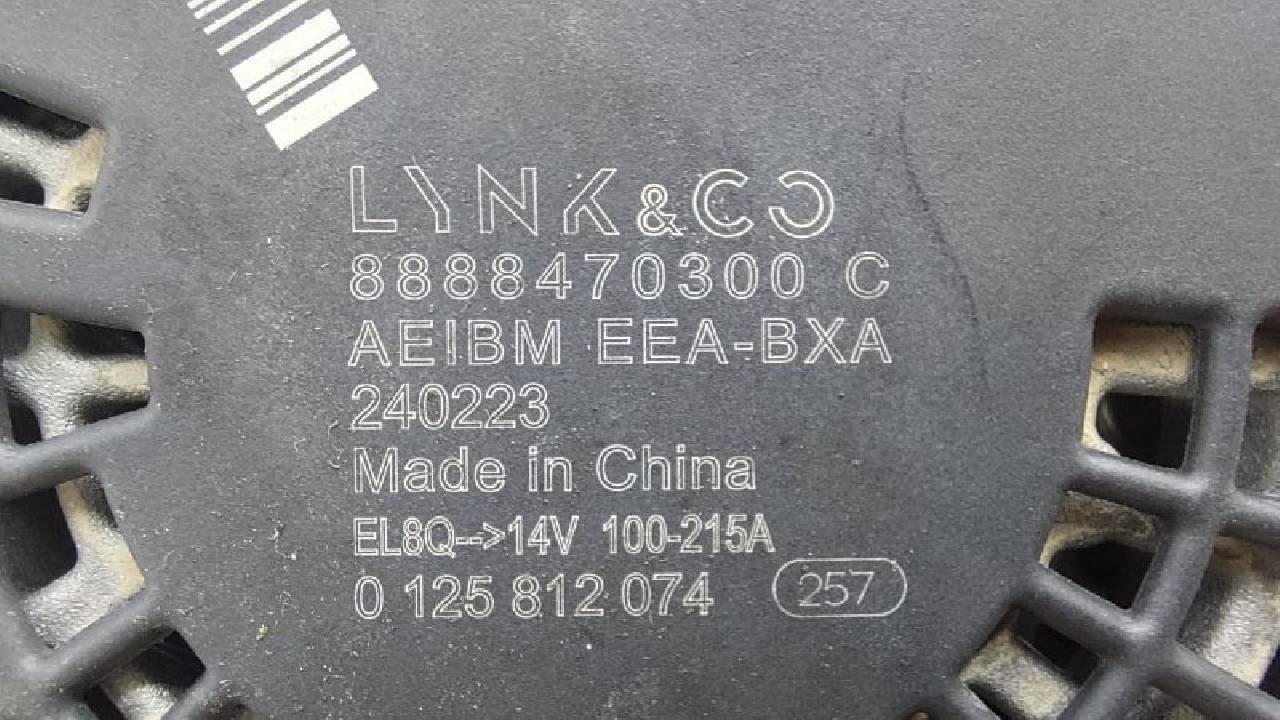 LYNK&CO
8888470300 C
AEIBM EEA-BXA
240223
Made in China
EL8Q-->14V 100-215A
0 125 812 074 257